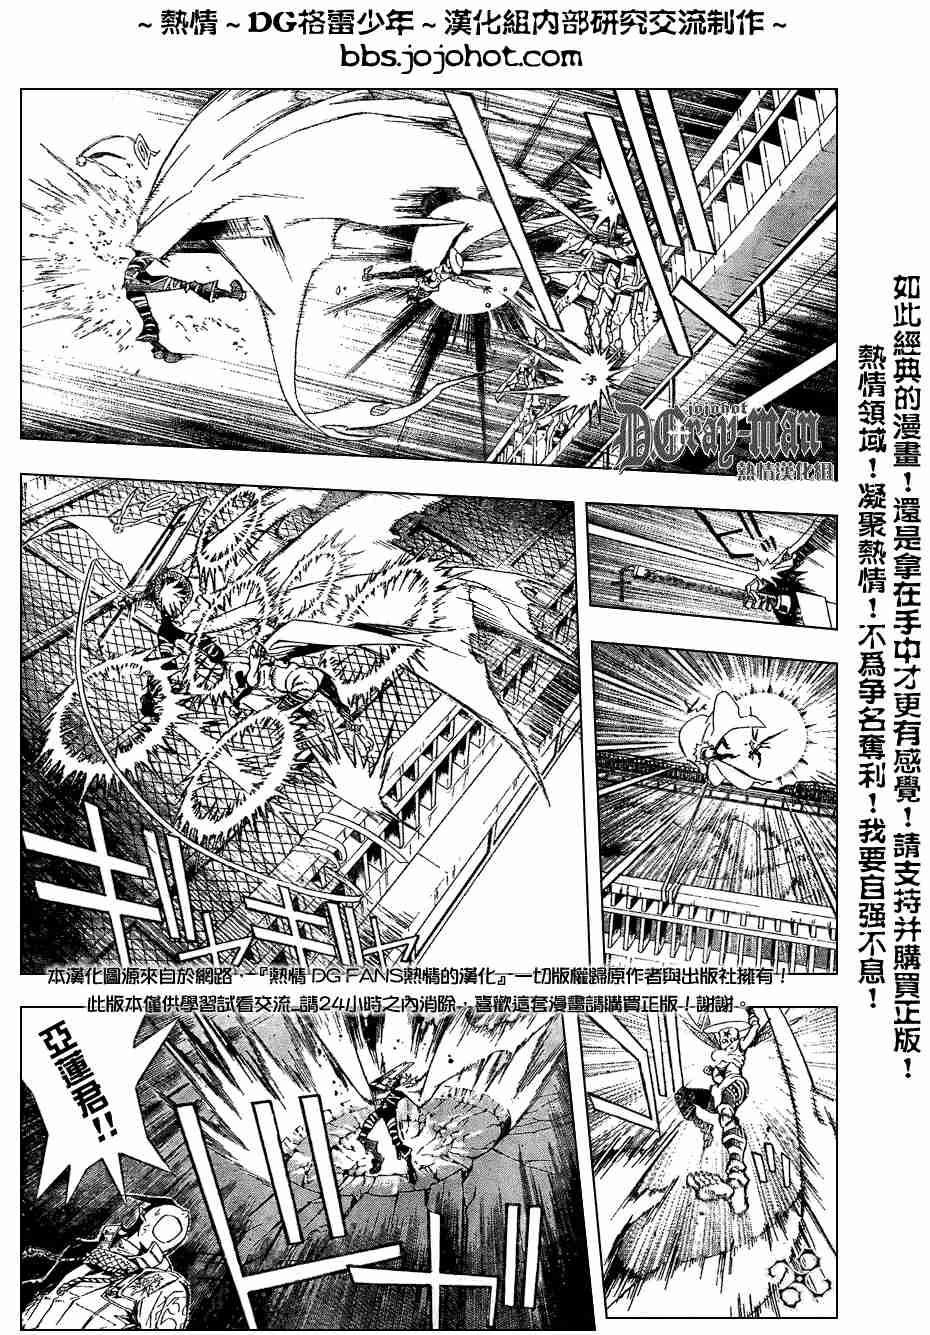 ~熱情~DG格雷少年~漢化組內部研究交流制作~
bbs.jojohot.com
jojohot
D.Gray-man
熱情漢化組
如此經典的漫畫！還是拿在手中才更有感覺！請支持并購買正版！
熱情領域！凝聚熱情！不爲爭名奪利！我要自强不息！
本漢化圖源來自於網路，『熱情 DG FANS熱情的漢化』一切版權歸原作者與出版社擁有！
此版本僅供學習試看交流 請24小時之內消除，喜歡這套漫畫請購買正版！謝謝。
亞蓮君!!